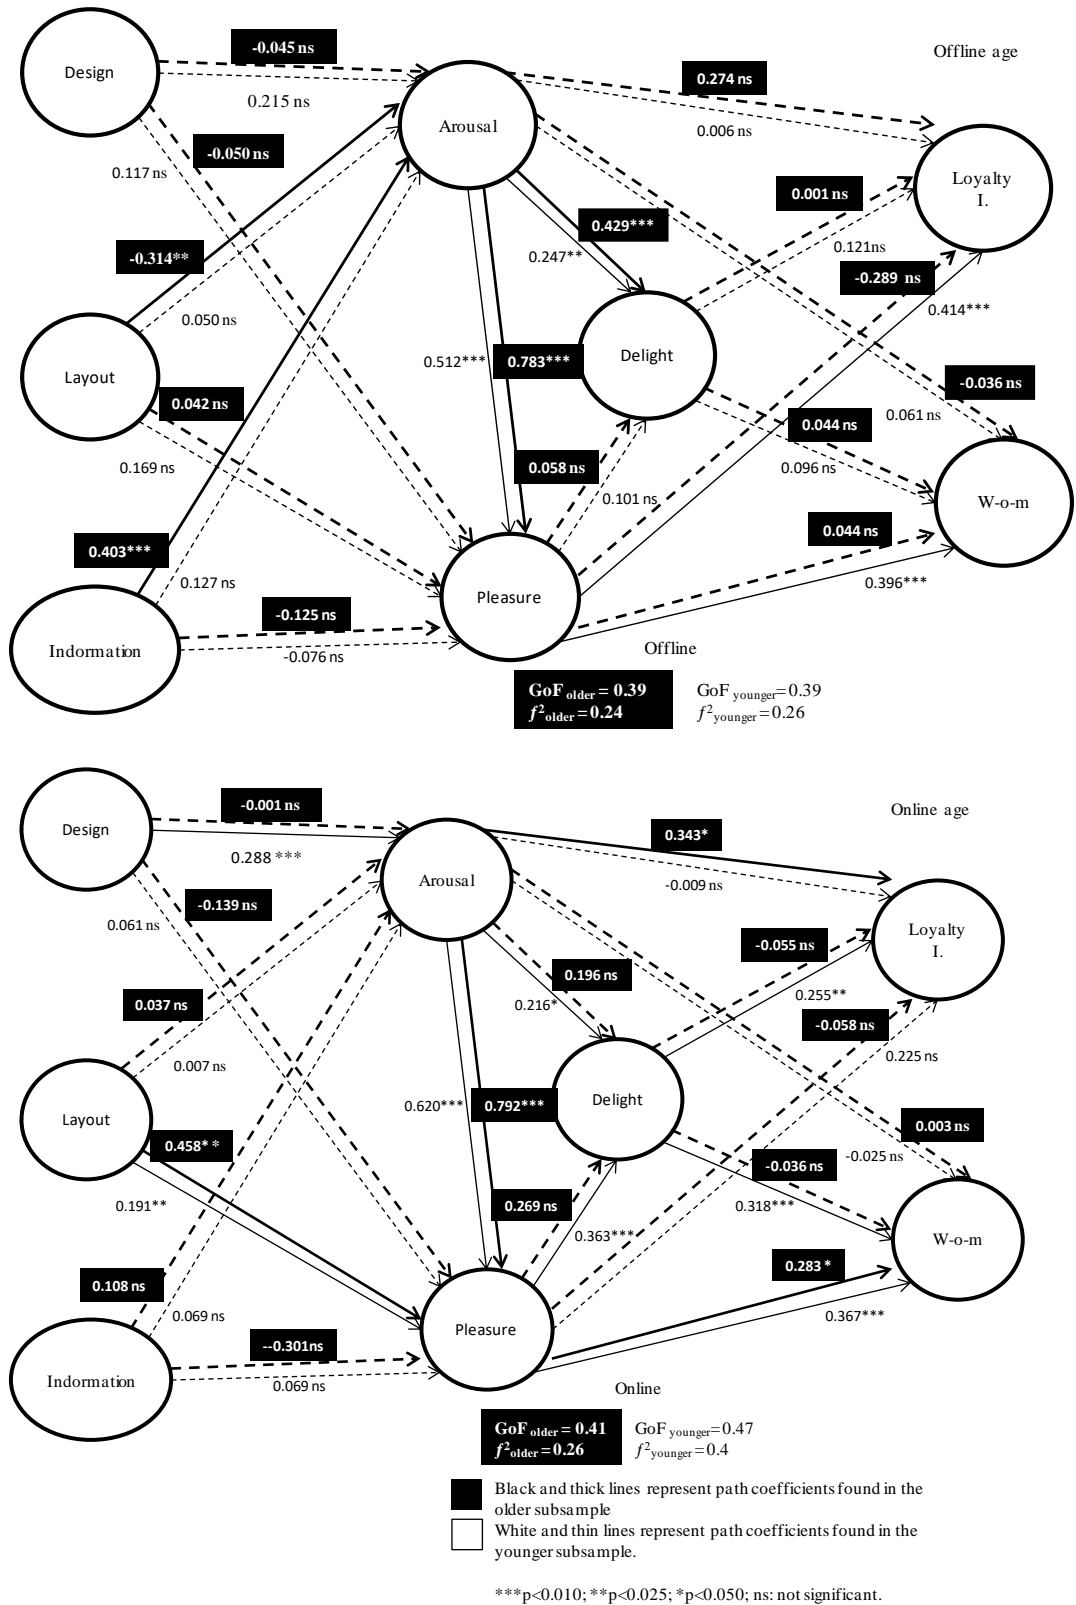 Offline age
Design
-0.045 ns
0.215 ns
Arousal
0.274 ns
0.006 ns
-0.050 ns
0.117 ns
Loyalty
I.
0.001 ns
0.121ns
0.429***
0.247**
-0.314**
-0.289 ns
0.414***
0.050 ns
Layout
0.512***
0.783***
Delight
-0.036 ns
0.061 ns
0.042 ns
0.044 ns
0.096 ns
0.169 ns
0.058 ns
0.101 ns
W-o-m
0.403***
0.127 ns
0.044 ns
0.396***
Pleasure
-0.125 ns
-0.076 ns
Indormation
Offline
GoF older = 0.39
f² older = 0.24
GoF younger = 0.39
f² younger = 0.26
Online age
Design
-0.001 ns
0.288 ***
Arousal
0.343*
-0.009 ns
-0.139 ns
0.061 ns
Loyalty
I.
-0.055 ns
0.255**
0.196 ns
0.216*
0.037 ns
-0.058 ns
0.225 ns
0.007 ns
Layout
0.620***
0.792***
Delight
0.003 ns
-0.025 ns
0.458* *
-0.036 ns
0.318***
0.191**
0.269 ns
0.363***
W-o-m
0.108 ns
0.069 ns
0.283 *
0.367***
Pleasure
--0.301ns
0.069 ns
Indormation
Online
GoF older = 0.41
f² older = 0.26
GoF younger = 0.47
f² younger = 0.4
Black and thick lines represent path coefficients found in the
older subsample
White and thin lines represent path coefficients found in the
younger subsample.
***p<0.010; **p<0.025; *p<0.050; ns: not significant.